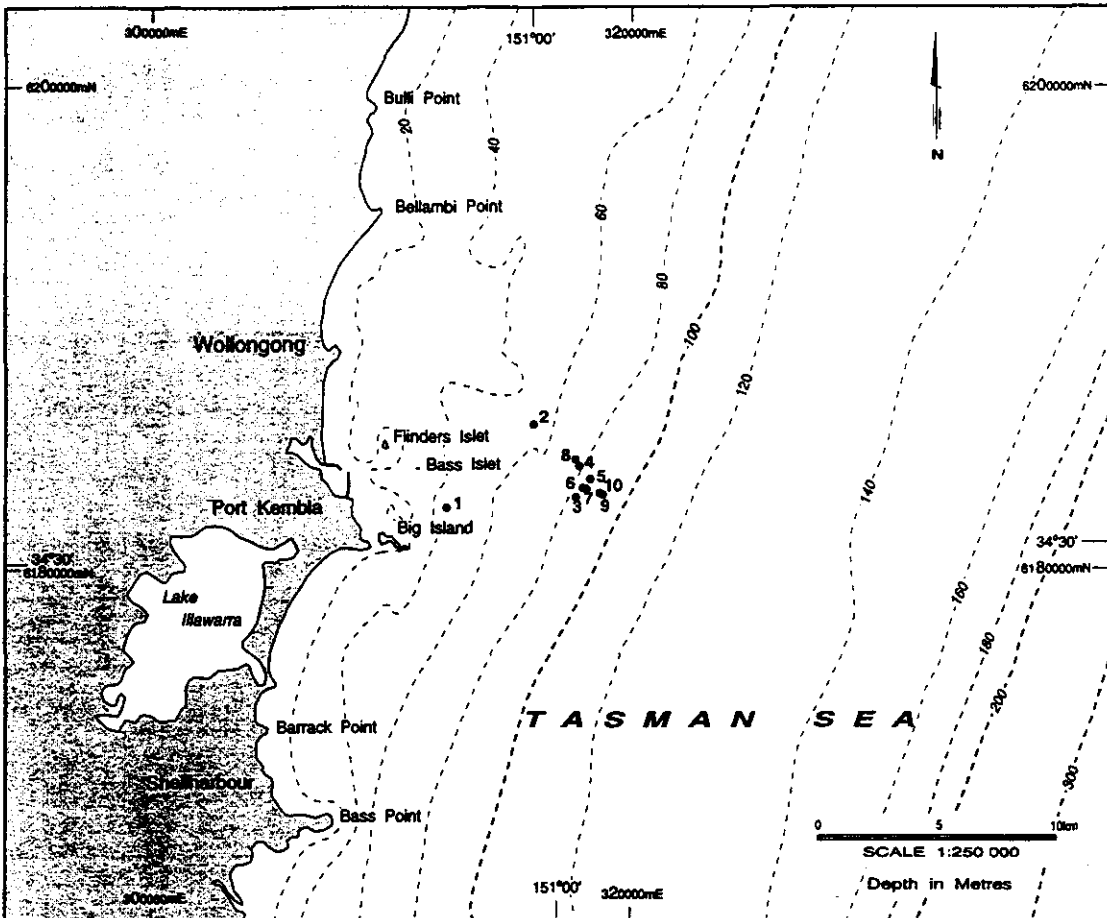 300000mE
151°00'
320000mE
6200000mN
6200000mN
Bulli Point
20
40
N
Bellambi Point
60
80
Wollongong
100
120
2
Flinders Islet
Bass Islet
8
4
5
6
7
10
3
9
140
Port Kembla
1
Big Island
34°30'
6180000mN
34°30'
6180000mN
Lake
Illawarra
160
180
200
TASMAN SEA
Barrack Point
Shellharbour
300
Bass Point
0
5
10km
SCALE 1:250 000
Depth in Metres
300000mE
151°00'
320000mE